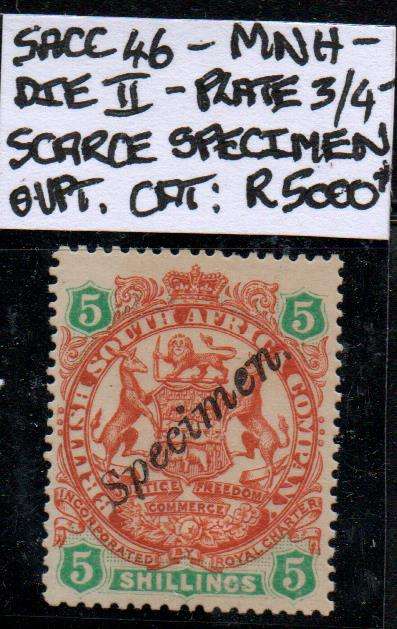 SACC 46 - MNH -
DIE II - PLATE 3/4 -
SCARCE SPECIMEN
OVPT. CAT: R5000*
5 5
BRITISH SOUTH AFRICA COMPANY
Specimen.
JUSTICE FREEDOM
COMMERCE
INCORPORATED BY ROYAL CHARTER
5 SHILLINGS 5